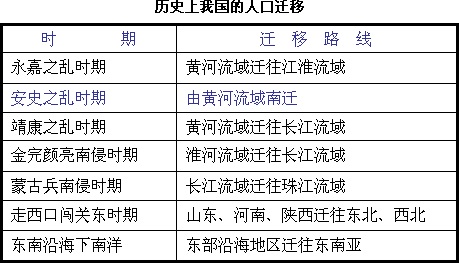 历史上我国的人口迁移
时 期 迁 移 路 线
永嘉之乱时期 黄河流域迁往江淮流域
安史之乱时期 由黄河流域南迁
靖康之乱时期 黄河流域迁往长江流域
金完颜亮南侵时期 淮河流域迁往长江流域
蒙古兵南侵时期 长江流域迁往珠江流域
走西口闯关东时期 山东、河南、陕西迁往东北、西北
东南沿海下南洋 东部沿海地区迁往东南亚